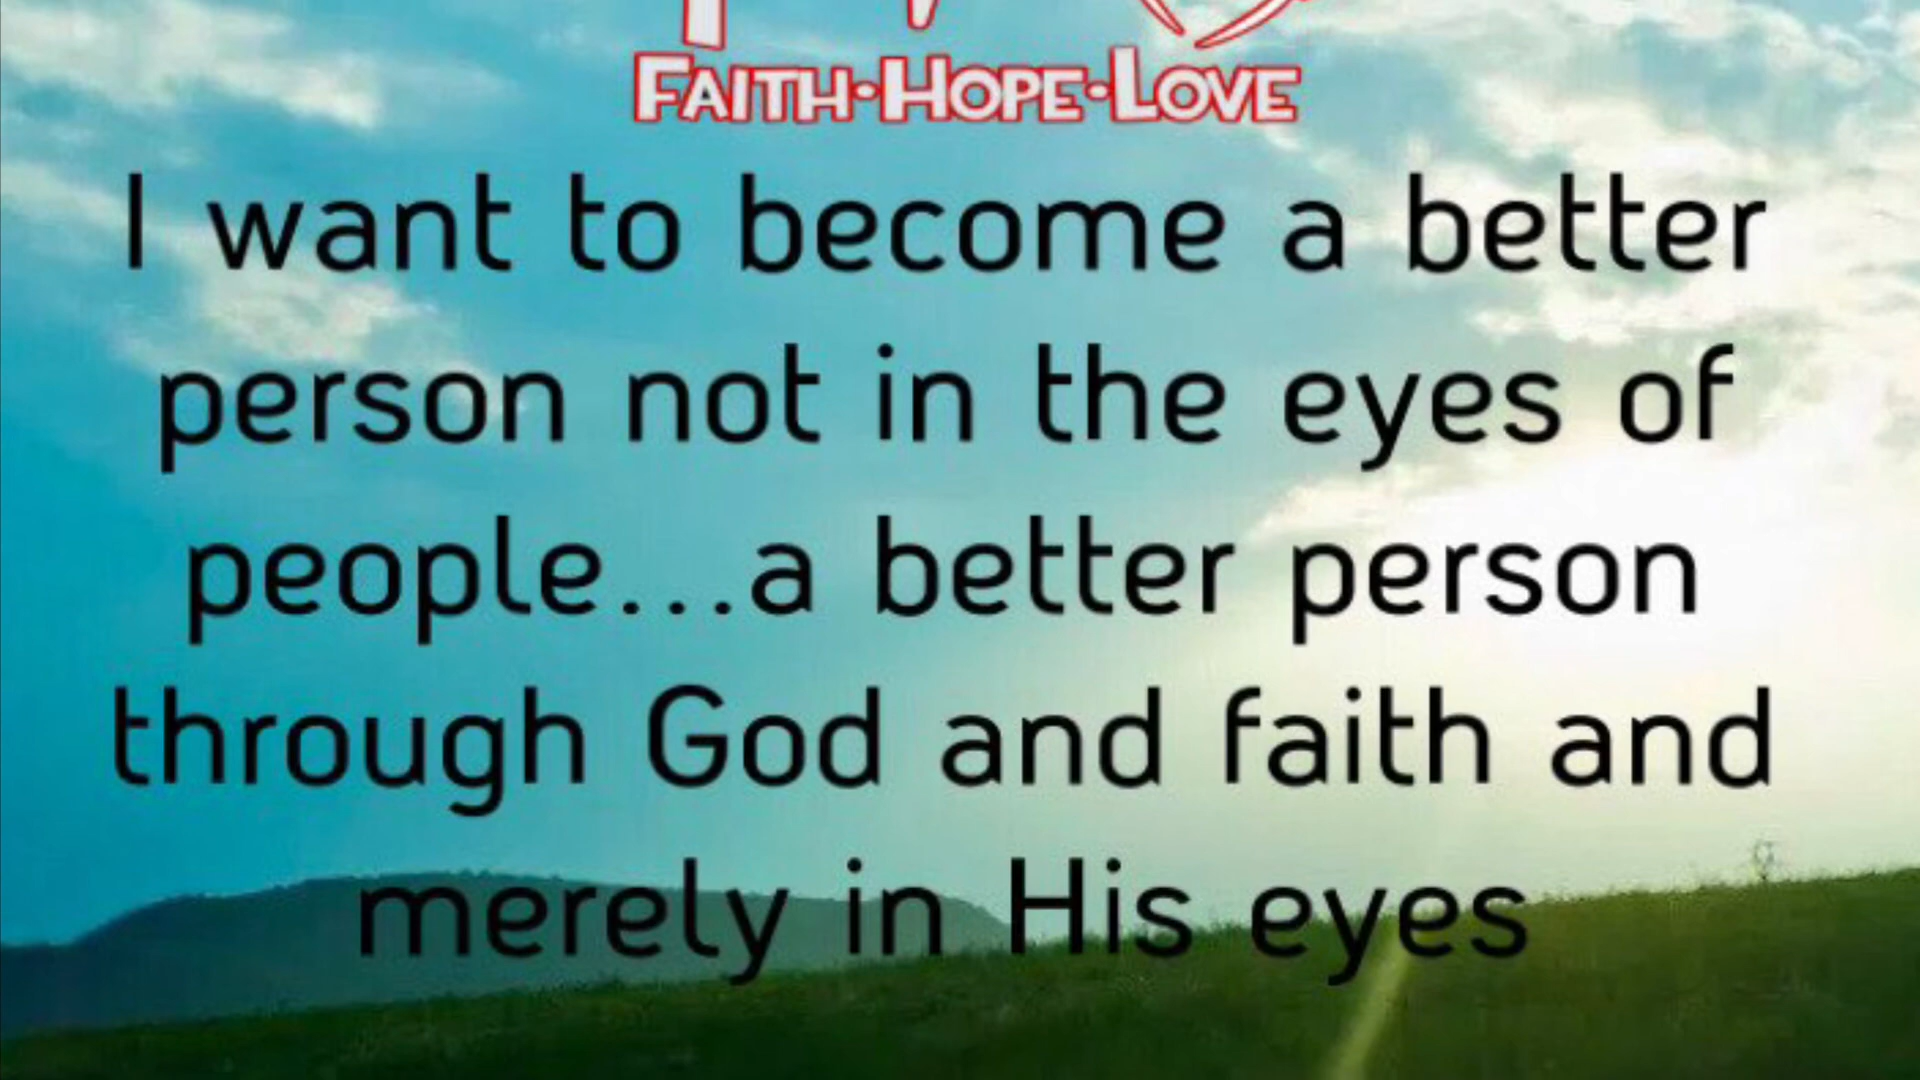 FAITH·HOPE·LOVE
I want to become a better
person not in the eyes of
people...a better person
through God and faith and
merely in His eyes